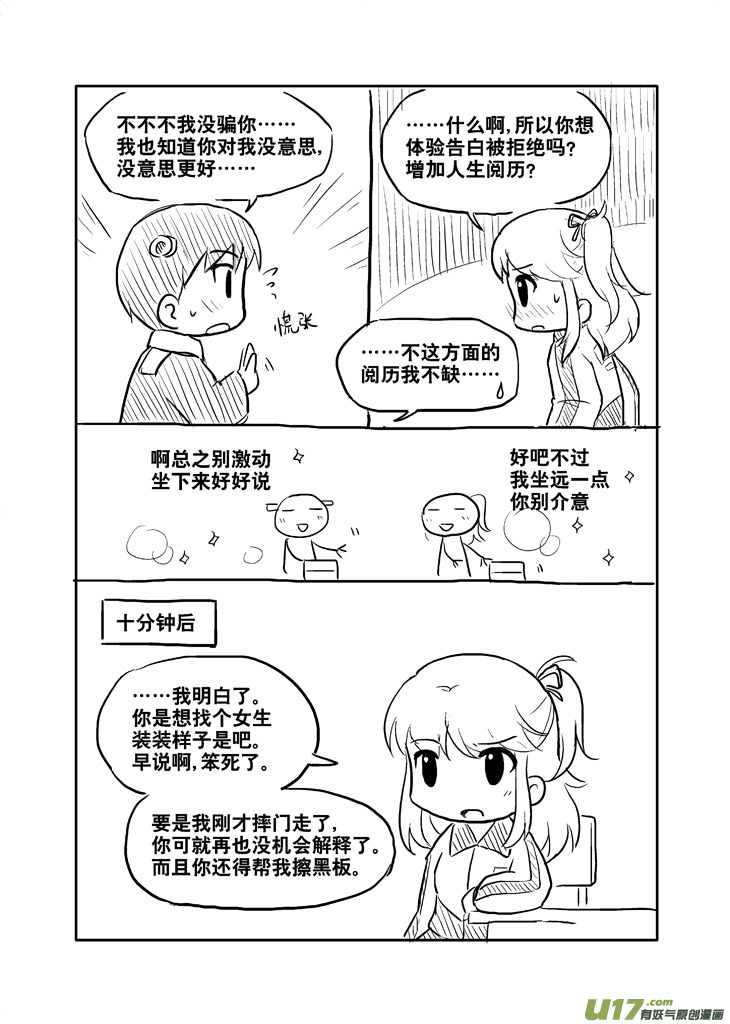 不不不我没骗你……
我也知道你对我没意思,
没意思更好……
慌张
……什么啊,所以你想
体验告白被拒绝吗?
增加人生阅历?
……不这方面的
阅历我不缺……
啊总之别激动
坐下来好好说
好吧不过
我坐远一点
你别介意
十分钟后
……我明白了。
你是想找个女生
装装样子是吧。
早说啊,笨死了。
要是我刚才摔门走了,
你可就再也没机会解释了。
而且你还得帮我擦黑板。
U17.com
有妖气原创漫画